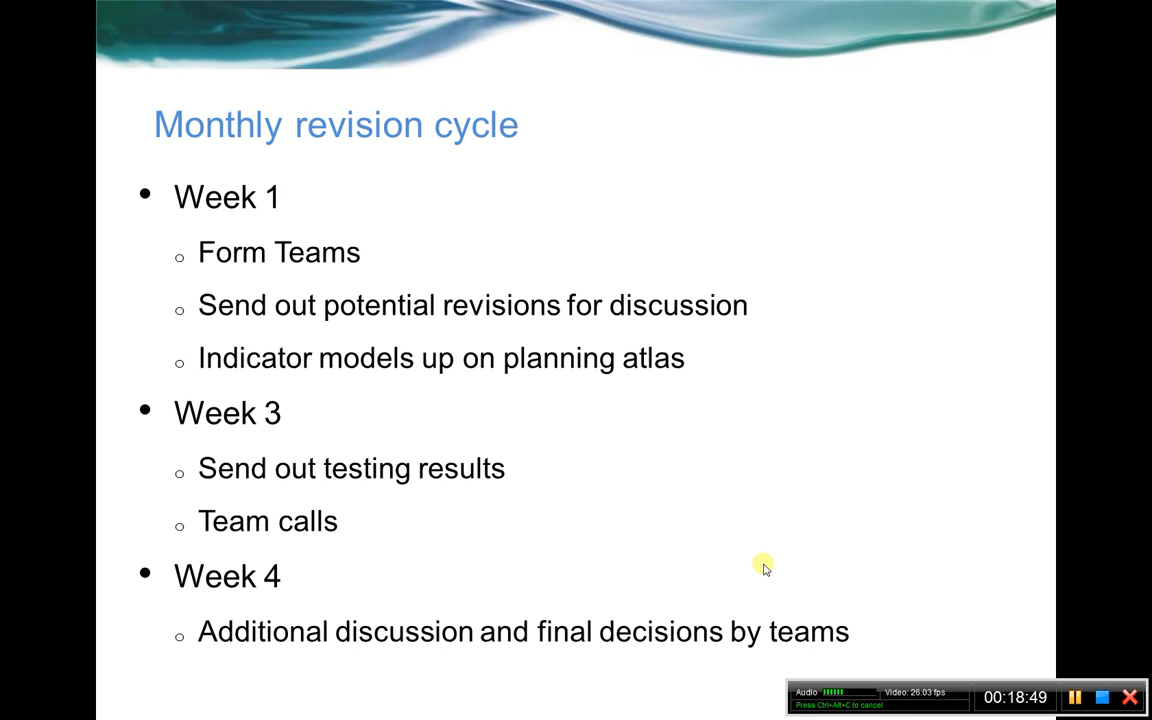 Monthly revision cycle
• Week 1
o Form Teams
o Send out potential revisions for discussion
o Indicator models up on planning atlas
• Week 3
o Send out testing results
o Team calls
• Week 4
o Additional discussion and final decisions by teams
Audio Video: 26.03 fps 00:18:49
Press Ctrl+Alt+C to cancel